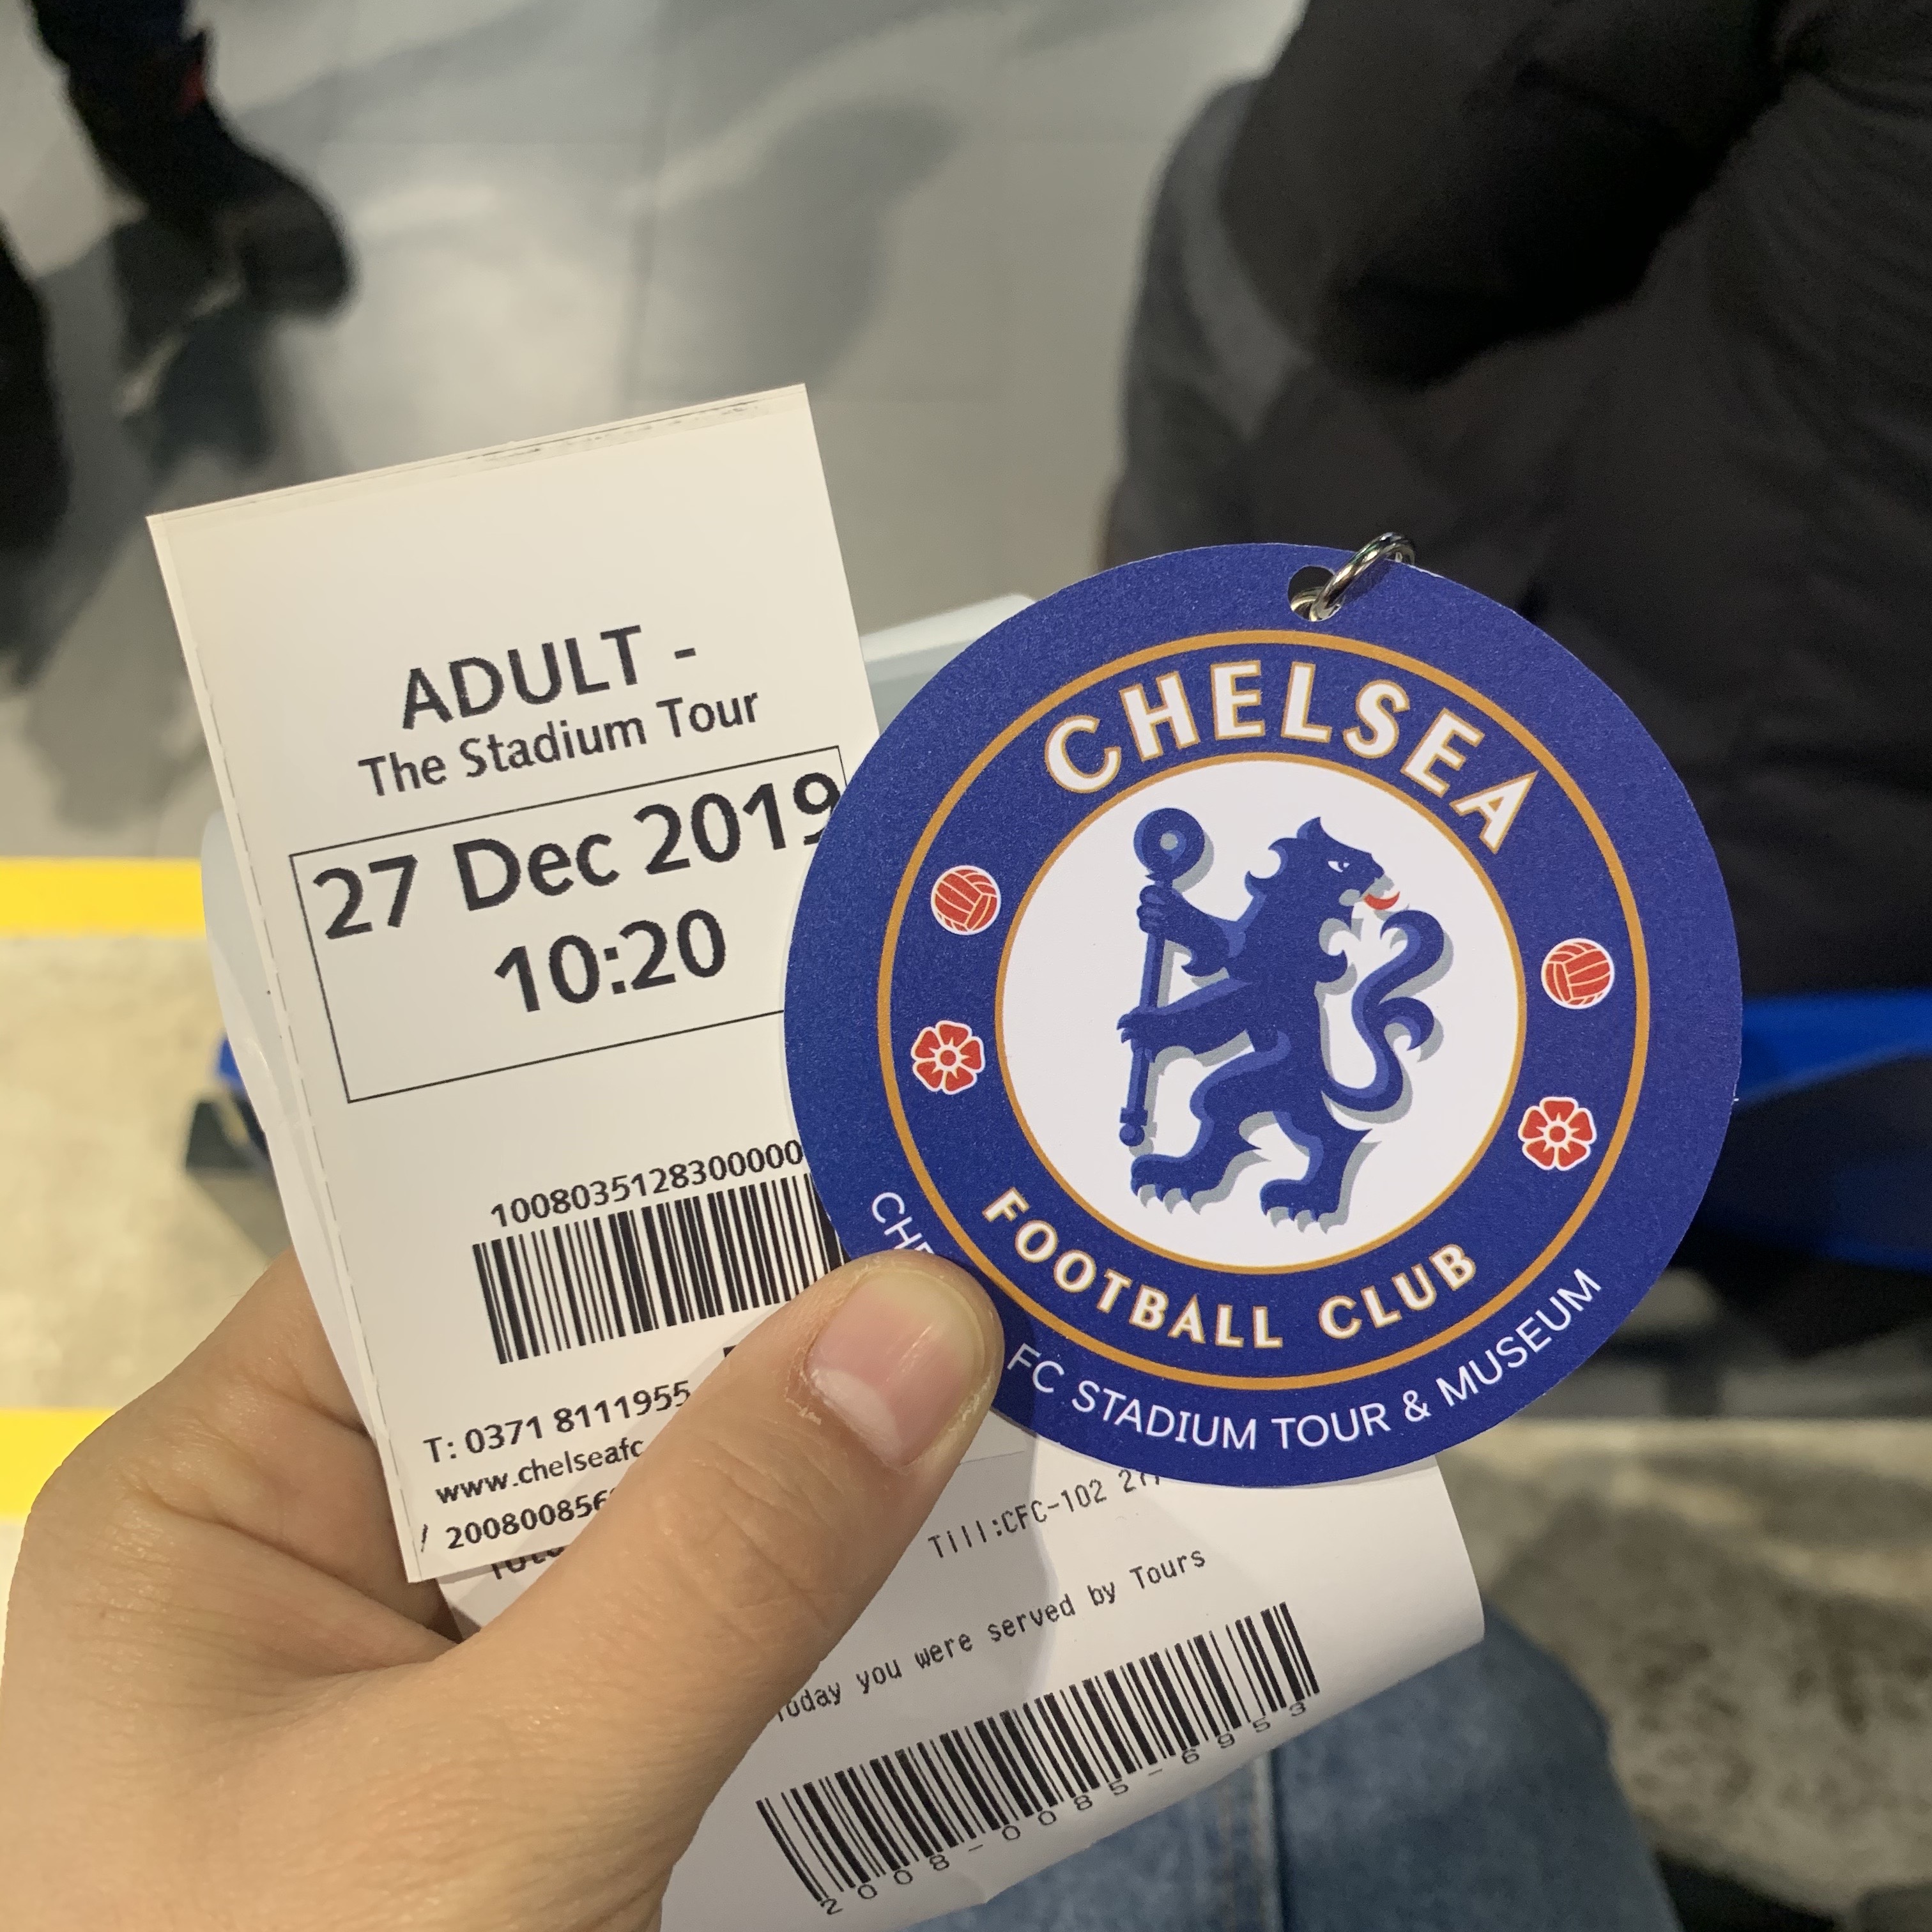 ADULT -
The Stadium Tour
27 Dec 2019
10:20
1008035128300000
T: 0371 8111955
www.chelseafc
/ 20080085
CHELSEA
FOOTBALL CLUB
FC STADIUM TOUR & MUSEUM
Till:CFC-102
Today you were served by Tours
2008-0085-6953